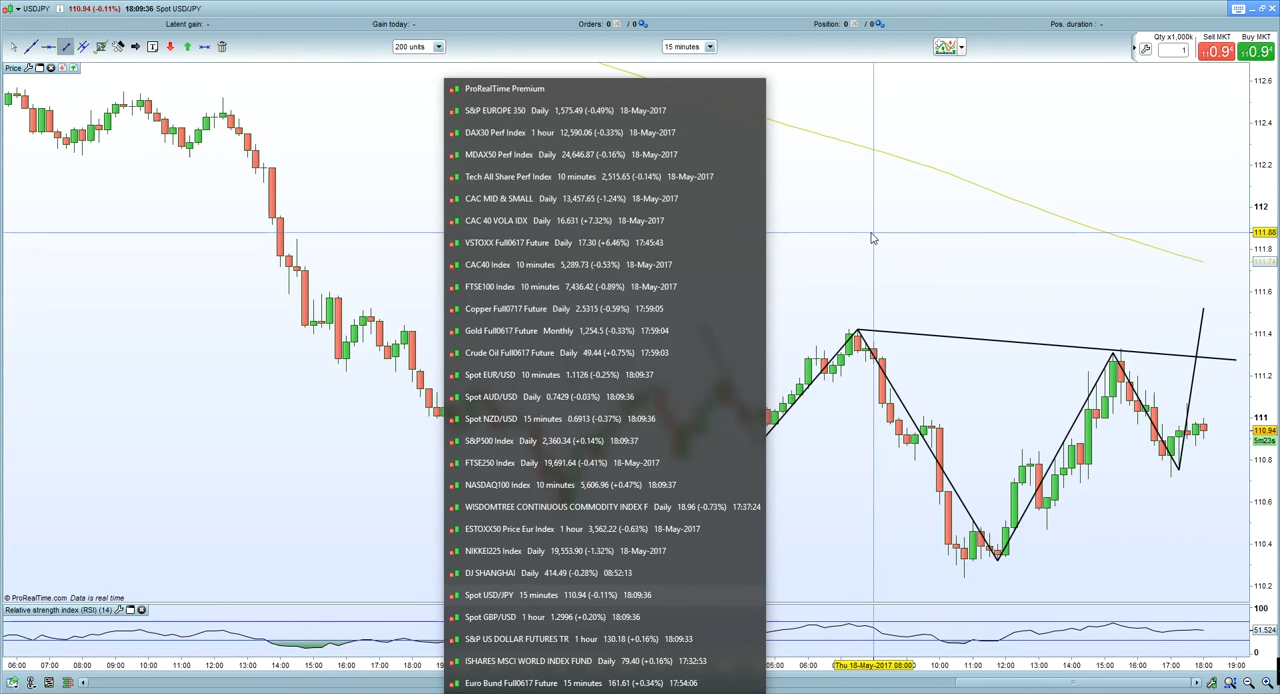 USDJPY 110.94 (-0.11%) 18:09:36 Spot USD/JPY
Latent gain: - Gain today: - Orders: 0 / 0 Position: 0 / 0 Pos. duration : -
200 units 15 minutes Qty x1,000k Sell MKT Buy MKT
1 110.94 110.94
Price
ProRealTime Premium
S&P EUROPE 350 Daily 1,575.49 (-0.49%) 18-May-2017
DAX30 Perf Index 1 hour 12,590.06 (-0.33%) 18-May-2017
MDAX50 Perf Index Daily 24,646.87 (-0.16%) 18-May-2017
Tech All Share Perf Index 10 minutes 2,515.65 (-0.14%) 18-May-2017
CAC MID & SMALL Daily 13,457.65 (-1.24%) 18-May-2017
CAC 40 VOLA IDX Daily 16.631 (+7.32%) 18-May-2017
VSTOXX Full0617 Future Daily 17.30 (+6.46%) 17:45:43
CAC40 Index 10 minutes 5,289.73 (-0.53%) 18-May-2017
FTSE100 Index 10 minutes 7,436.42 (-0.89%) 18-May-2017
Copper Full0717 Future Daily 2.5315 (-0.59%) 17:59:05
Gold Full0617 Future Monthly 1,254.5 (-0.33%) 17:59:04
Crude Oil Full0617 Future Daily 49.44 (+0.75%) 17:59:03
Spot EUR/USD 10 minutes 1.1126 (-0.25%) 18:09:37
Spot AUD/USD Daily 0.7429 (-0.03%) 18:09:36
Spot NZD/USD 15 minutes 0.6913 (-0.37%) 18:09:36
S&P500 Index Daily 2,360.34 (+0.14%) 18:09:37
FTSE250 Index Daily 19,691.64 (-0.41%) 18-May-2017
NASDAQ100 Index 10 minutes 5,606.96 (+0.47%) 18:09:37
WISDOMTREE CONTINUOUS COMMODITY INDEX F Daily 18.96 (-0.73%) 17:37:24
ESTOXX50 Price Eur Index 1 hour 3,562.22 (-0.63%) 18-May-2017
NIKKEI225 Index Daily 19,553.90 (-1.32%) 18-May-2017
DJ SHANGHAI Daily 414.49 (-0.28%) 08:52:13
Spot USD/JPY 15 minutes 110.94 (-0.11%) 18:09:36
Spot GBP/USD 1 hour 1.2996 (+0.20%) 18:09:36
S&P US DOLLAR FUTURES TR 1 hour 130.18 (+0.16%) 18:09:33
ISHARES MSCI WORLD INDEX FUND Daily 79.40 (+0.16%) 17:32:53
Euro Bund Full0617 Future 15 minutes 161.61 (+0.34%) 17:54:06
112.6
112.4
112.2
112
111.88
111.8
111.74
111.6
111.4
111.2
111
110.94
5m23s
110.8
110.6
110.4
110.2
© ProRealTime.com Data is real time
Relative strength index (RSI) (14)
100
51.524
0
06:00 07:00 08:00 09:00 10:00 11:00 12:00 13:00 14:00 15:00 16:00 17:00 18:00 05:00 Thu 18-May-2017 08:00 10:00 11:00 12:00 13:00 14:00 15:00 16:00 17:00 18:00 19:00